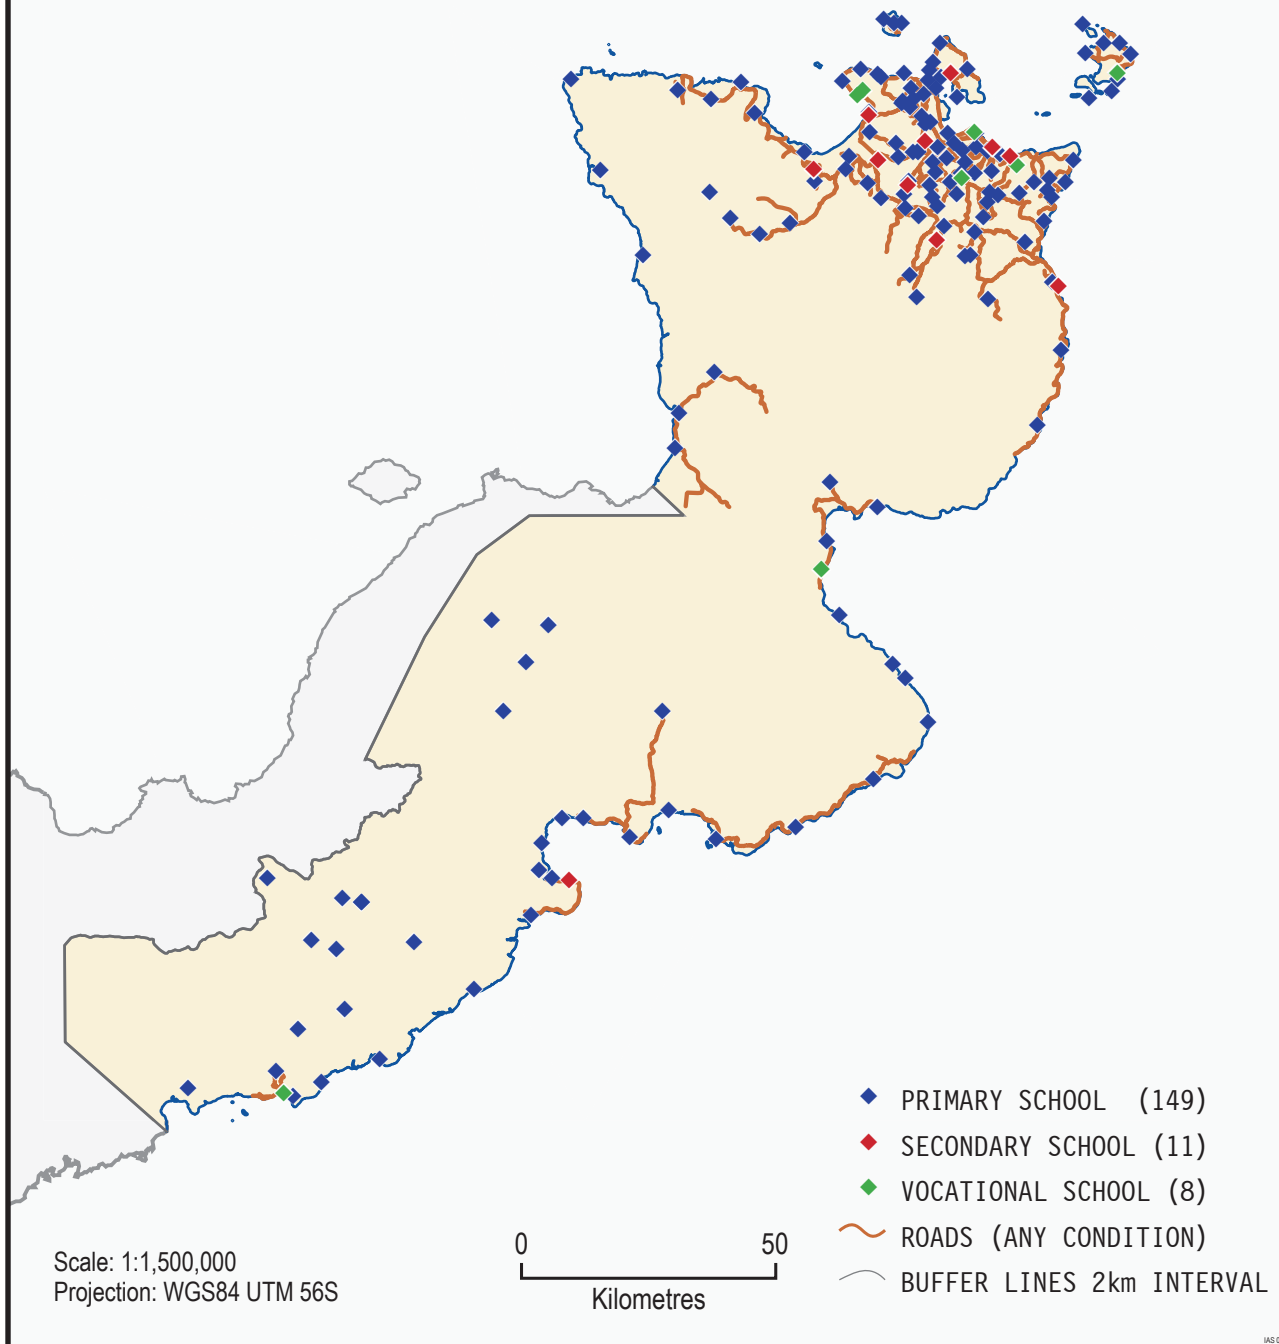 PRIMARY SCHOOL (149)
SECONDARY SCHOOL (11)
VOCATIONAL SCHOOL (8)
ROADS (ANY CONDITION)
BUFFER LINES 2km INTERVAL
Scale: 1:1,500,000
Projection: WGS84 UTM 56S
0 50
Kilometres